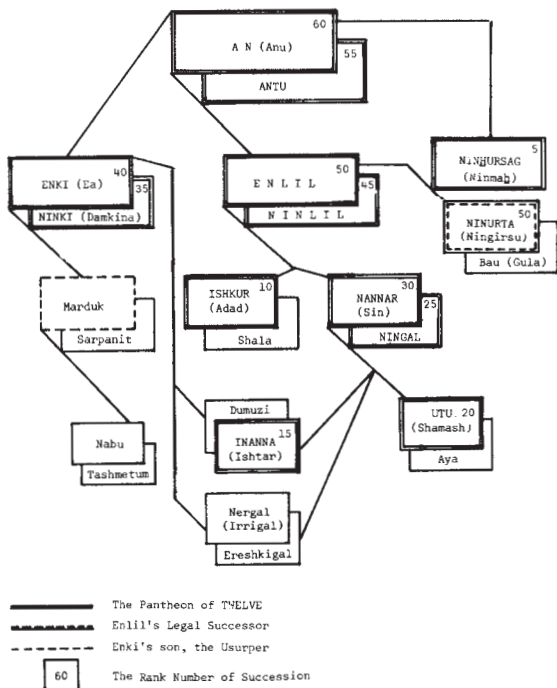 60
A N (Anu)
55
ANTU
40
ENKI (Ea)
35
NINKI (Damkina)
50
E N L I L
45
N I N L I L
5
NINHURSAG
(Ninmah)
50
NINURTA
(Ningirsu)
Bau (Gula)
Marduk
Sarpanit
10
ISHKUR
(Adad)
Shala
30
NANNAR
(Sin)
25
NINGAL
Nabu
Tashmetum
Dumuzi
15
INANNA
(Ishtar)
UTU. 20
(Shamash)
Aya
Nergal
(Irrigal)
Ereshkigal
The Pantheon of TWELVE
Enlil's Legal Successor
Enki's son, the Usurper
60 The Rank Number of Succession